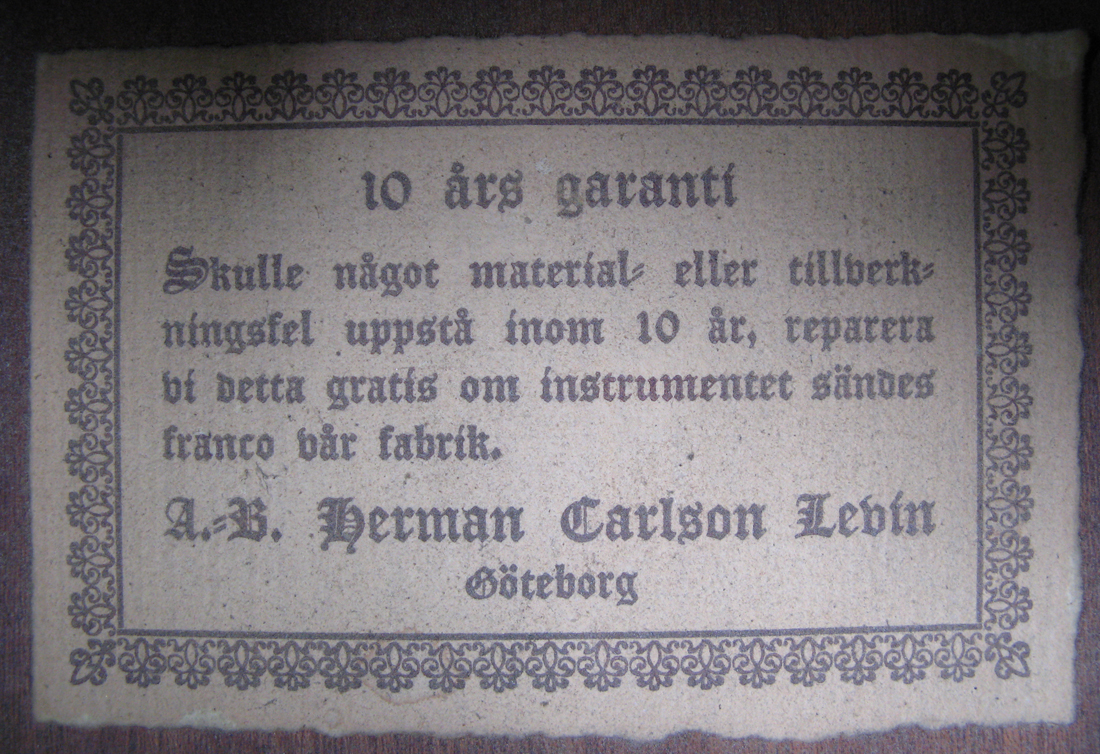 10 års garanti
Skulle något material- eller tillverk-
ningsfel uppstå inom 10 år, reparera
vi detta gratis om instrumentet sändes
franco vår fabrik.
A.-B. Herman Carlson Levin
Göteborg